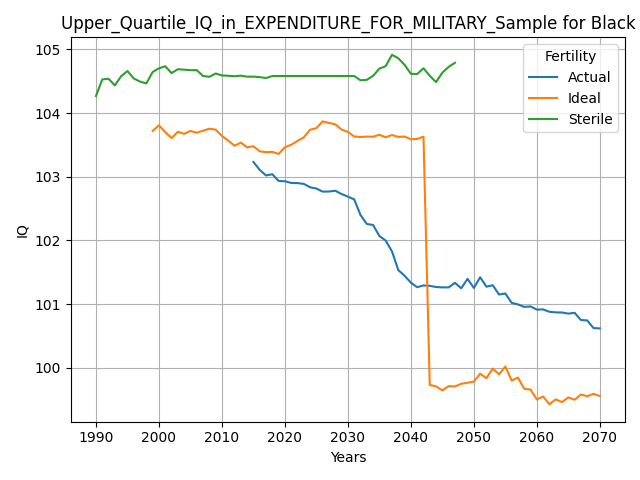 Upper_Quartile_IQ_in_EXPENDITURE_FOR_MILITARY_Sample for Black
105
104
103
102
101
100
IQ
Fertility
Actual
Ideal
Sterile
1990 2000 2010 2020 2030 2040 2050 2060 2070
Years